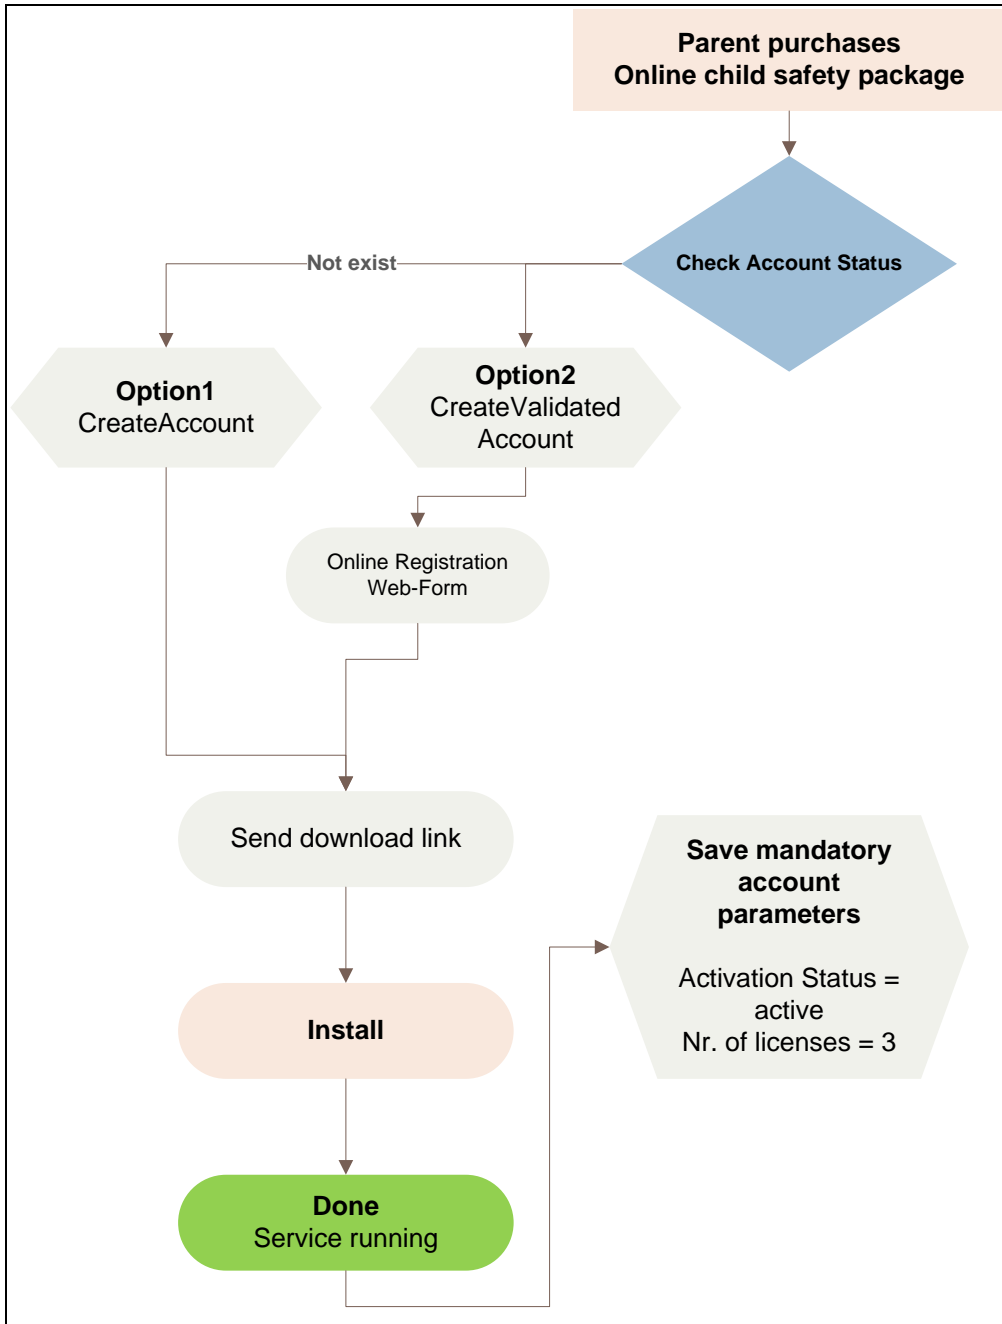 Parent purchases
Online child safety package
Check Account Status
Not exist
Option1
CreateAccount
Option2
CreateValidated
Account
Online Registration
Web-Form
Send download link
Save mandatory
account
parameters
Activation Status =
active
Nr. of licenses = 3
Install
Done
Service running